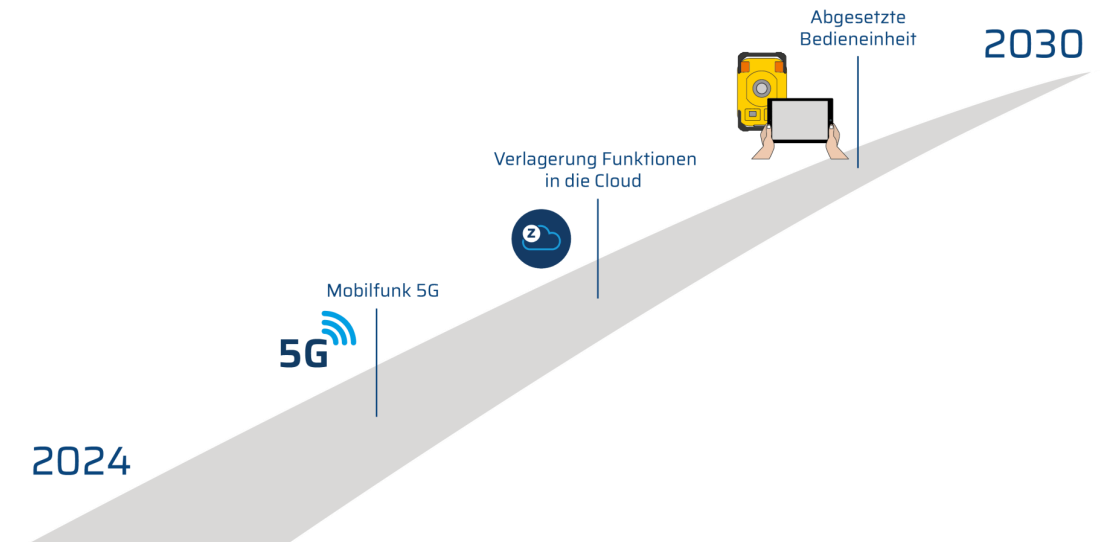 Abgesetzte
Bedieneinheit
2030
Verlagerung Funktionen
in die Cloud
z
Mobilfunk 5G
5G
2024